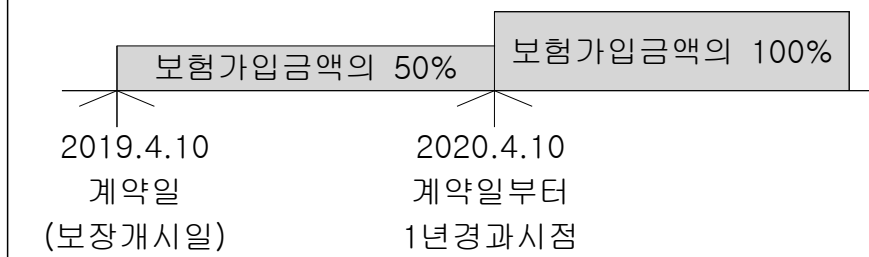 보험가입금액의 50%
보험가입금액의 100%
2019.4.10
계약일
(보장개시일)
2020.4.10
계약일부터
1년경과시점